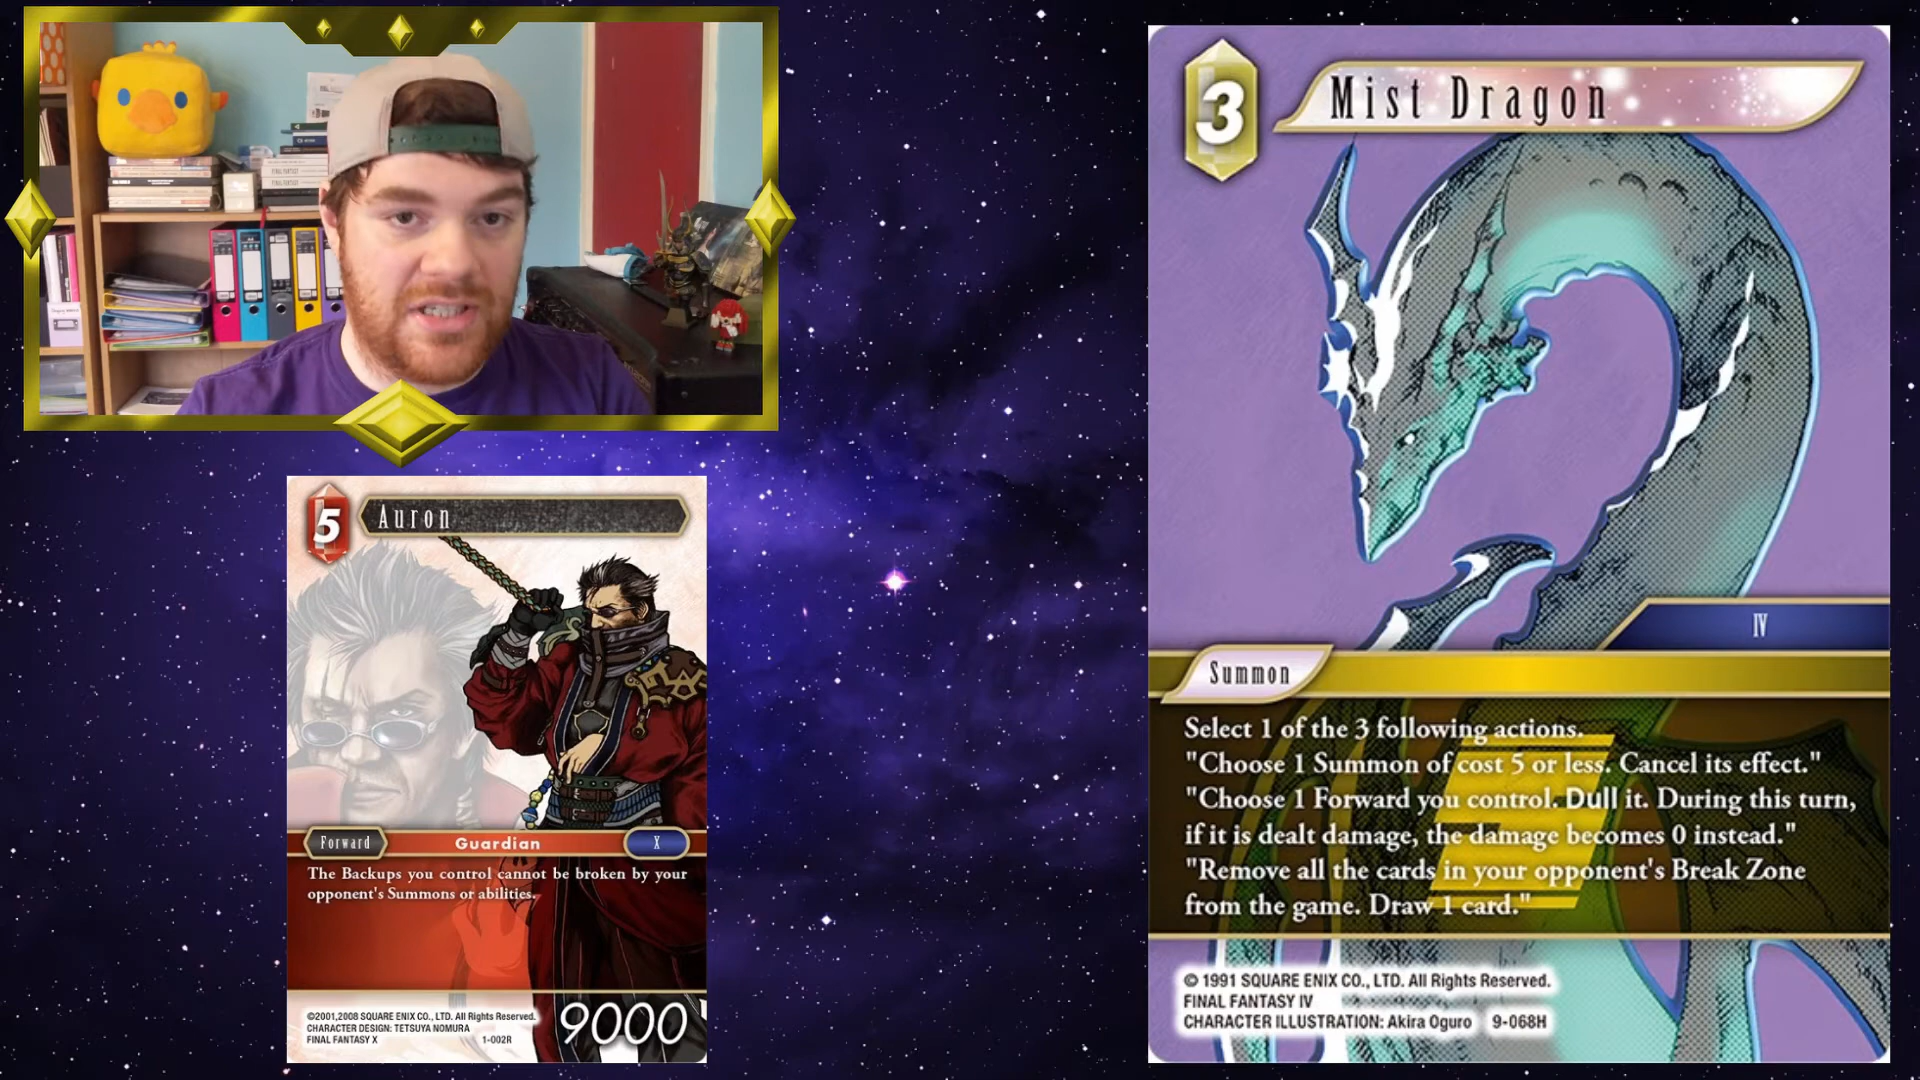 3
Mist Dragon
IV
Summon
Select 1 of the 3 following actions.
"Choose 1 Summon of cost 5 or less. Cancel its effect."
"Choose 1 Forward you control. Dull it. During this turn,
if it is dealt damage, the damage becomes 0 instead."
"Remove all the cards in your opponent's Break Zone
from the game. Draw 1 card."
© 1991 SQUARE ENIX CO., LTD. All Rights Reserved.
FINAL FANTASY IV
CHARACTER ILLUSTRATION: Akira Oguro 9-068H
5
Auron
Forward
Guardian
X
The Backups you control cannot be broken by your
opponent's Summons or abilities.
©2001,2008 SQUARE ENIX CO., LTD. All Rights Reserved.
CHARACTER DESIGN: TETSUYA NOMURA
FINAL FANTASY X 1-002R
9000